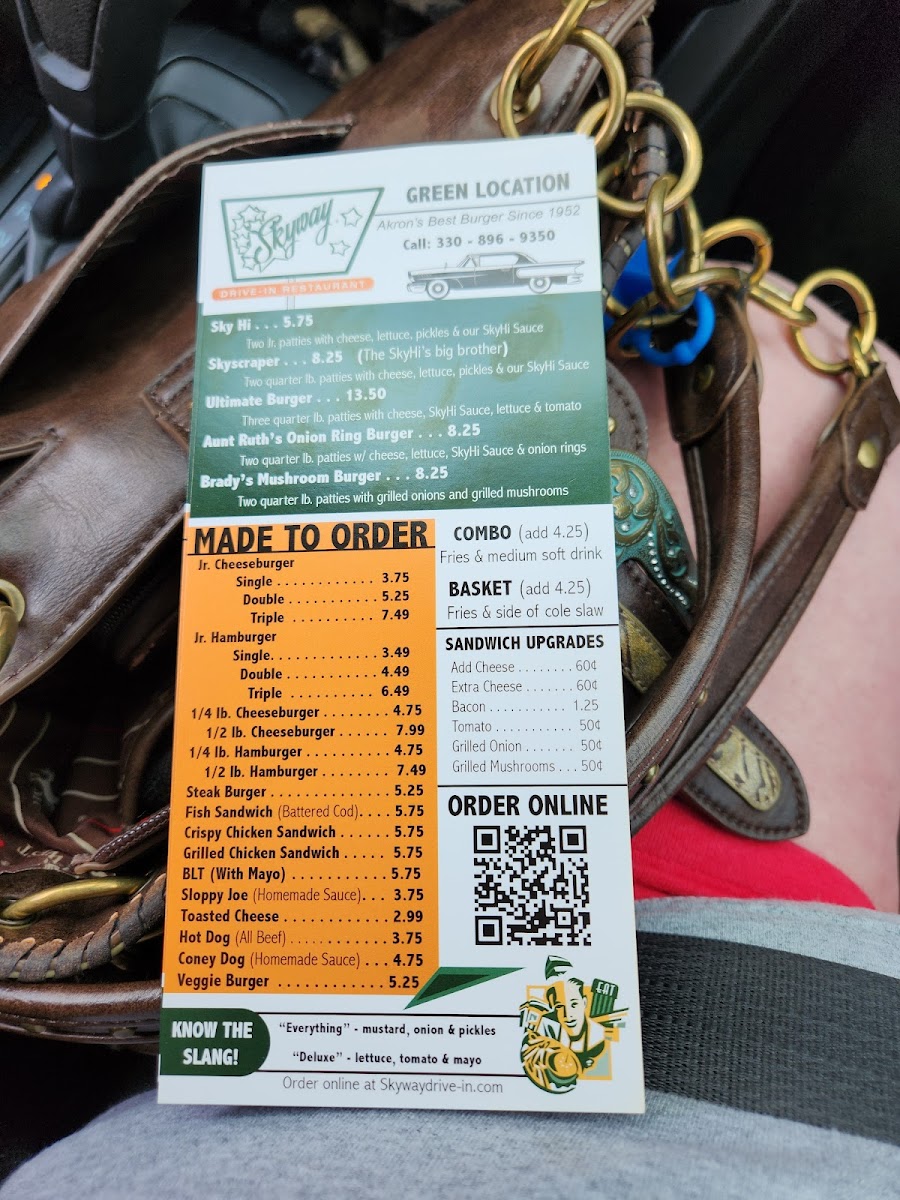 Skyway
DRIVE-IN RESTAURANT
GREEN LOCATION
Akron's Best Burger Since 1952
Call: 330 - 896 - 9350
Sky Hi . . . 5.75
Two Jr. patties with cheese, lettuce, pickles & our SkyHi Sauce
Skyscraper . . . 8.25 (The SkyHi's big brother)
Two quarter lb. patties with cheese, lettuce, pickles & our SkyHi Sauce
Ultimate Burger . . . 13.50
Three quarter lb. patties with cheese, SkyHi Sauce, lettuce & tomato
Aunt Ruth's Onion Ring Burger . . . 8.25
Two quarter lb. patties w/ cheese, lettuce, SkyHi Sauce & onion rings
Brady's Mushroom Burger . . . 8.25
Two quarter lb. patties with grilled onions and grilled mushrooms
MADE TO ORDER
Jr. Cheeseburger
Single . . . . . . . . . . . . 3.75
Double . . . . . . . . . . . 5.25
Triple . . . . . . . . . . 7.49
Jr. Hamburger
Single. . . . . . . . . . . . 3.49
Double . . . . . . . . . . . 4.49
Triple . . . . . . . . . . 6.49
1/4 lb. Cheeseburger . . . . . . . . 4.75
1/2 lb. Cheeseburger . . . . . . 7.99
1/4 lb. Hamburger . . . . . . . . . . 4.75
1/2 lb. Hamburger . . . . . . . . 7.49
Steak Burger . . . . . . . . . . . . . . 5.25
Fish Sandwich (Battered Cod). . . . 5.75
Crispy Chicken Sandwich . . . . . . 5.75
Grilled Chicken Sandwich . . . . . 5.75
BLT (With Mayo) . . . . . . . . . . . 5.75
Sloppy Joe (Homemade Sauce). . . 3.75
Toasted Cheese . . . . . . . . . . . . 2.99
Hot Dog (All Beef) . . . . . . . . . . . . 3.75
Coney Dog (Homemade Sauce) . . . 4.75
Veggie Burger . . . . . . . . . . . . 5.25
COMBO (add 4.25)
Fries & medium soft drink
BASKET (add 4.25)
Fries & side of cole slaw
SANDWICH UPGRADES
Add Cheese . . . . . . . . 60¢
Extra Cheese . . . . . . . 60¢
Bacon . . . . . . . . . . . 1.25
Tomato . . . . . . . . . . . 50¢
Grilled Onion . . . . . . . 50¢
Grilled Mushrooms . . . 50¢
ORDER ONLINE
EAT
KNOW THE
SLANG!
"Everything" - mustard, onion & pickles
"Deluxe" - lettuce, tomato & mayo
Order online at Skywaydrive-in.com